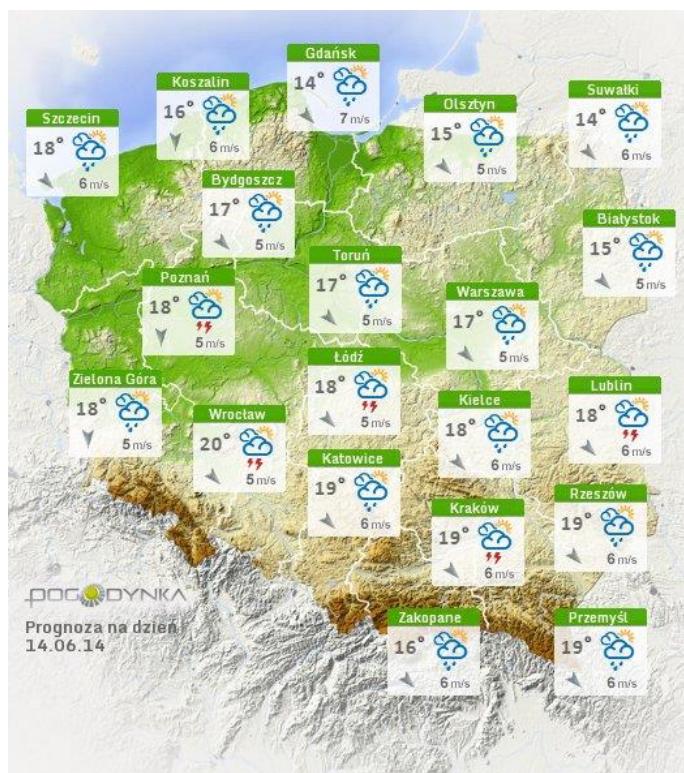 Gdańsk
14°
7 m/s
Koszalin
16°
6 m/s
Suwałki
14°
6 m/s
Olsztyn
15°
5 m/s
Szczecin
18°
6 m/s
Bydgoszcz
17°
5 m/s
Białystok
15°
5 m/s
Toruń
17°
5 m/s
Poznań
18°
5 m/s
Warszawa
17°
5 m/s
Łódź
18°
5 m/s
Zielona Góra
18°
5 m/s
Lublin
18°
6 m/s
Kielce
18°
6 m/s
Wrocław
20°
5 m/s
Katowice
19°
6 m/s
Rzeszów
19°
6 m/s
Kraków
19°
6 m/s
POGODYNKA
Prognoza na dzień
14.06.14
Zakopane
16°
6 m/s
Przemyśl
19°
6 m/s